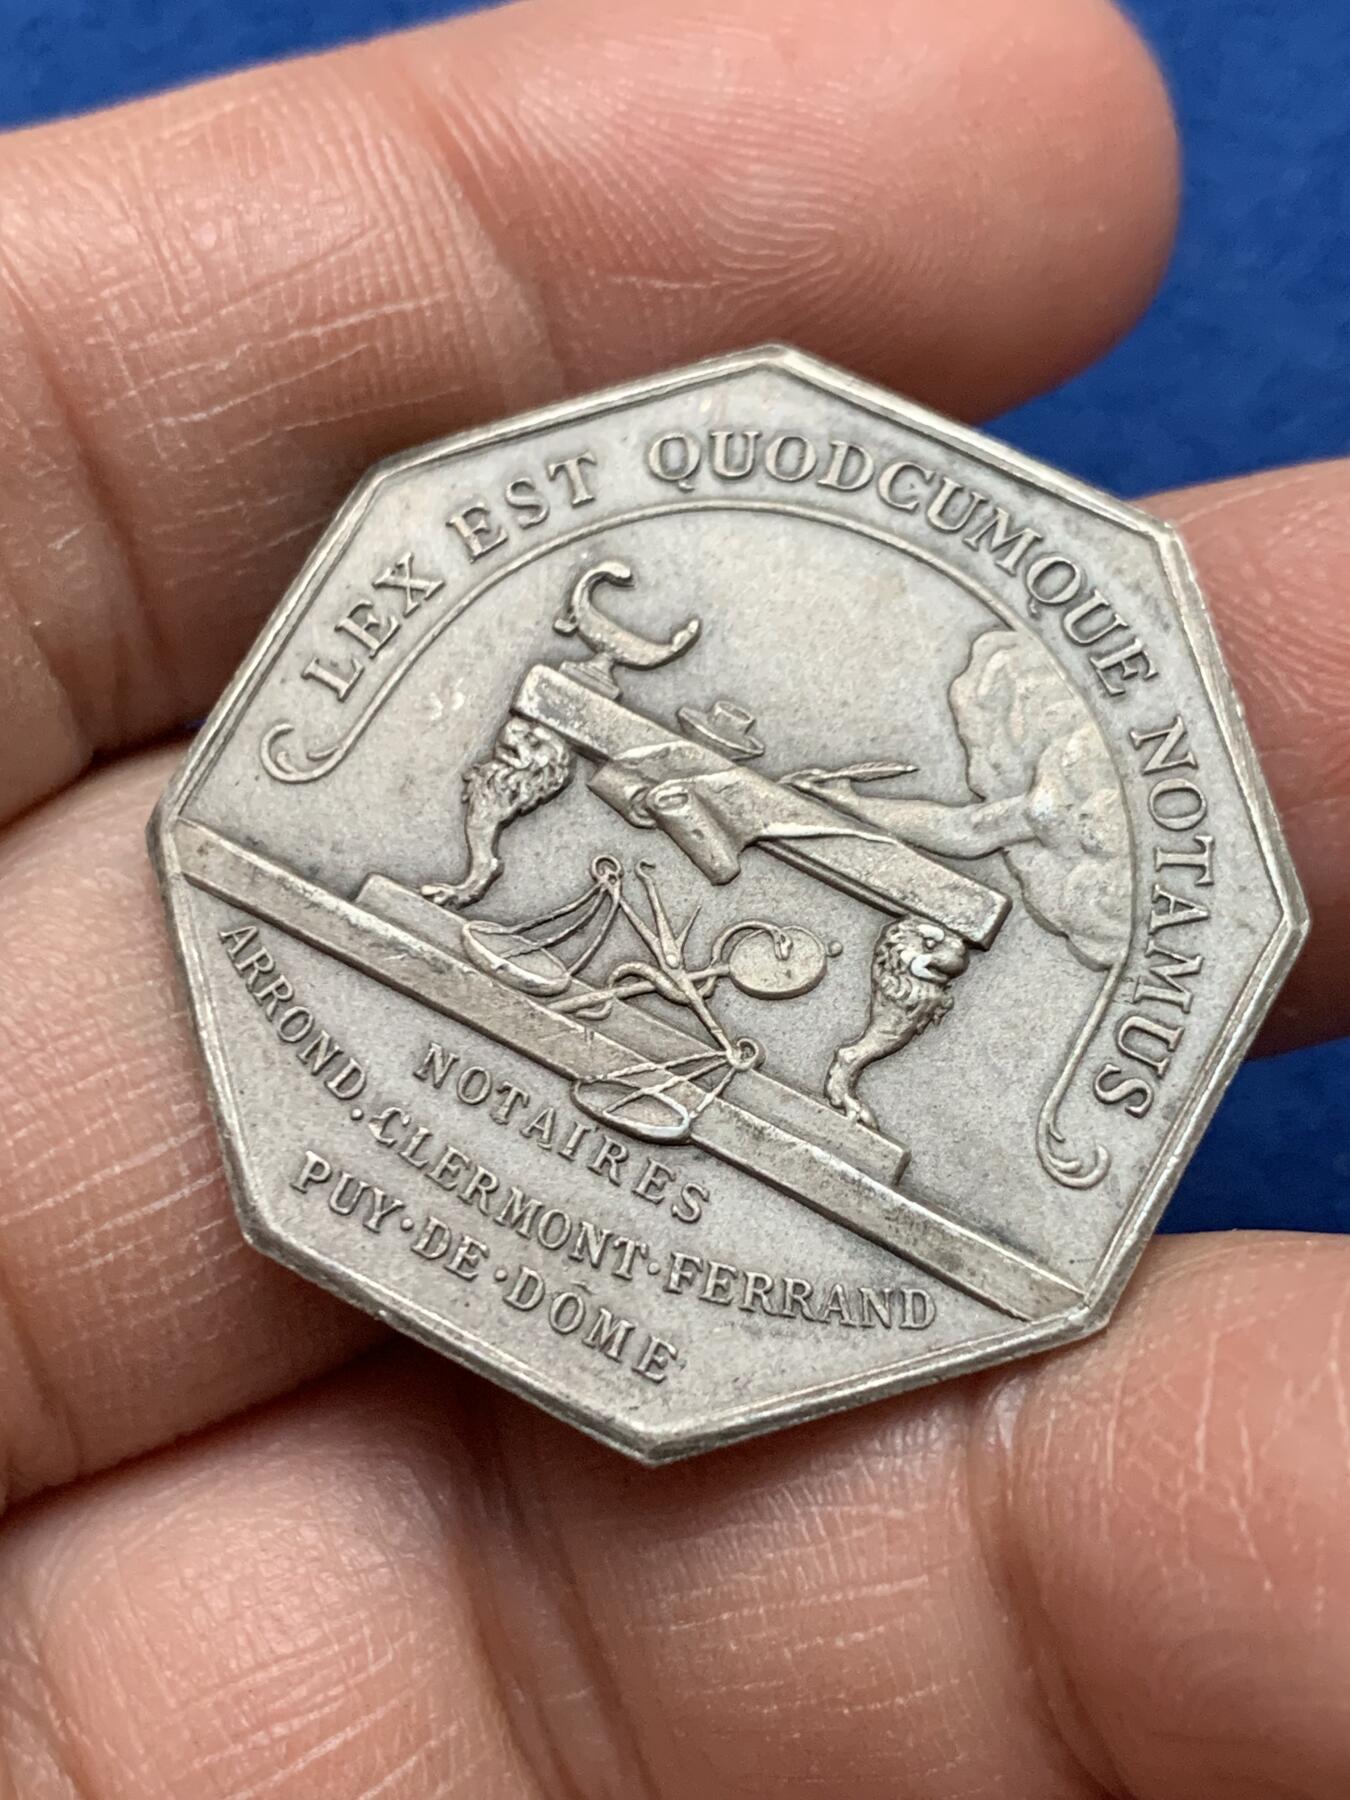 LEX EST QUODCUMQUE NOTAMUS
NOTAIRES
ARROND. CLERMONT·FERRAND
PUY·DE·DÔME